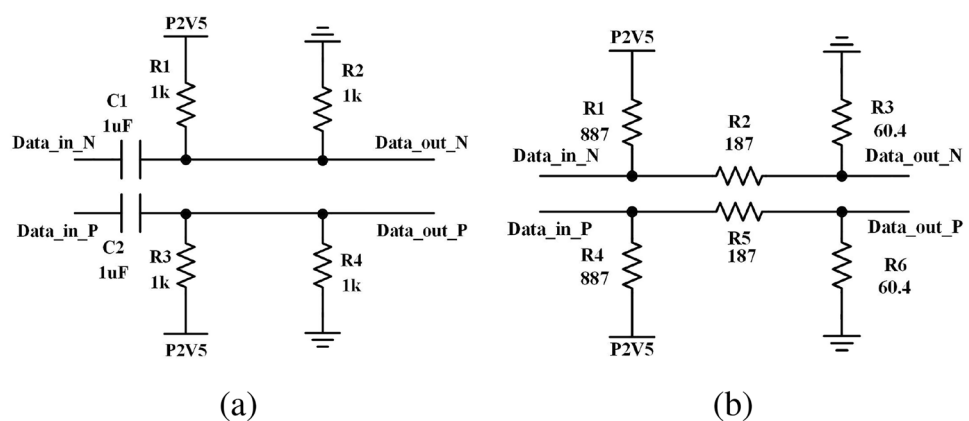 P2V5
R1
1k
R2
1k
C1
1uF
Data_in_N
Data_out_N
Data_in_P
Data_out_P
C2
1uF
R3
1k
R4
1k
P2V5
(a)
P2V5
R1
887
R2
187
R3
60.4
Data_in_N
Data_out_N
Data_in_P
Data_out_P
R4
887
R5
187
R6
60.4
P2V5
(b)